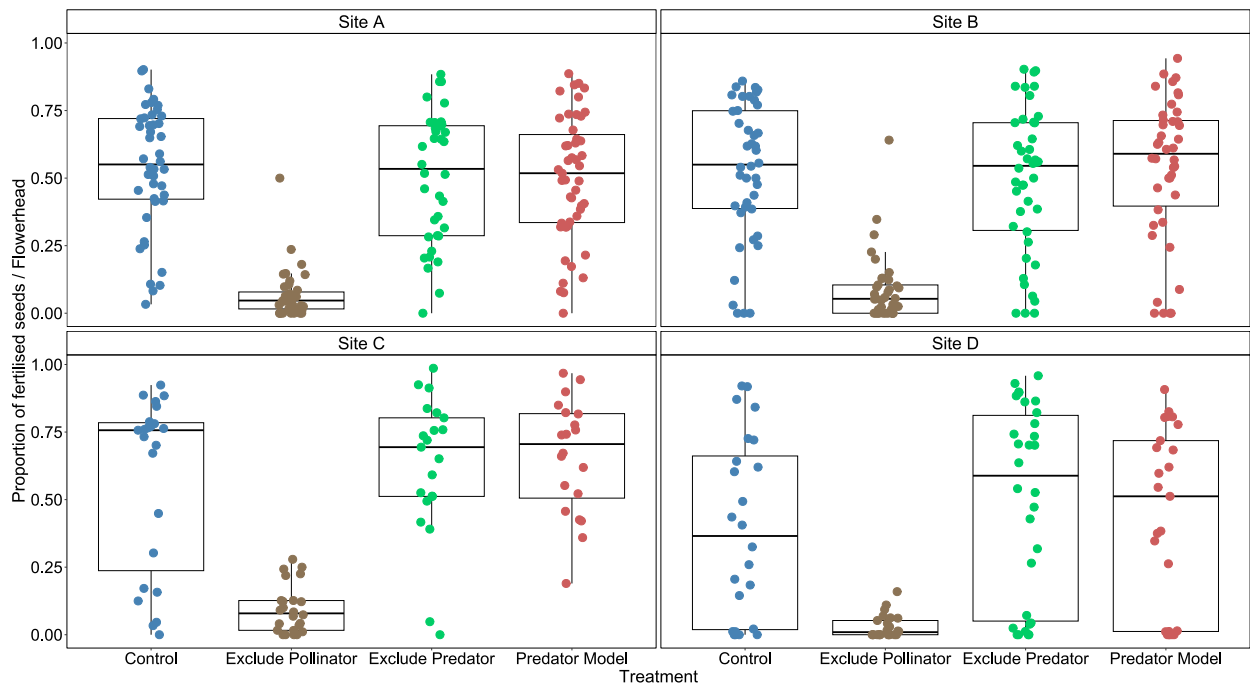 Site A
Site B
1.00
0.75
0.50
0.25
0.00
Site C
Site D
1.00
0.75
0.50
0.25
0.00
Proportion of fertilised seeds / Flowerhead
Control Exclude Pollinator Exclude Predator Predator Model
Control Exclude Pollinator Exclude Predator Predator Model
Treatment